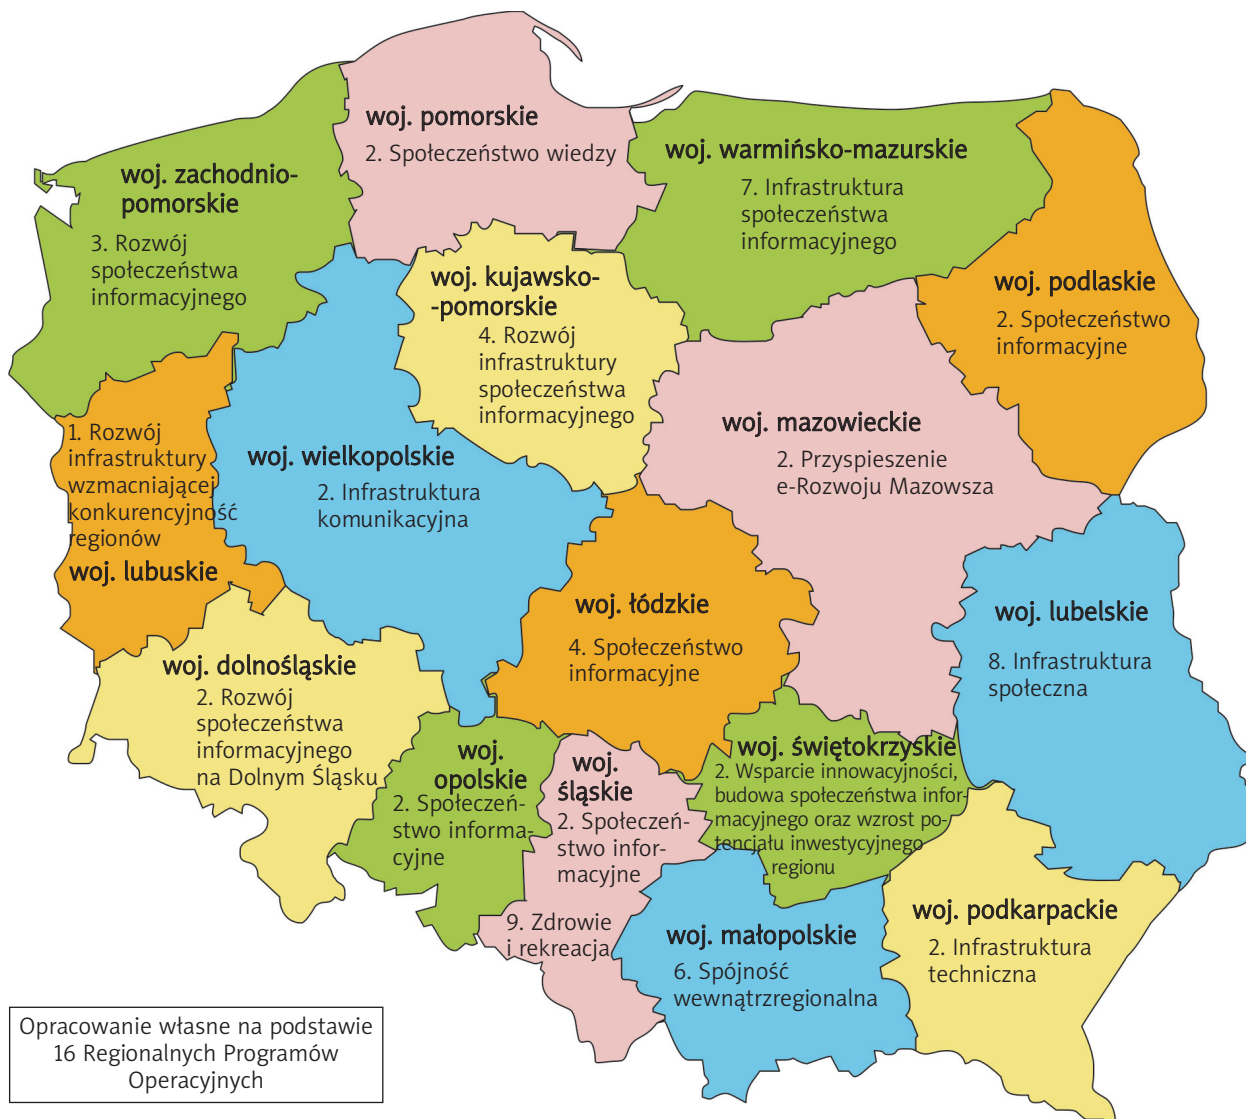 woj. pomorskie
2. Społeczeństwo wiedzy
woj. warmińsko-mazurskie
7. Infrastruktura
społeczeństwa
informacyjnego
woj. zachodnio-
pomorskie
3. Rozwój
społeczeństwa
informacyjnego
woj. kujawsko-
-pomorskie
4. Rozwój
infrastruktury
społeczeństwa
informacyjnego
woj. podlaskie
2. Społeczeństwo
informacyjne
woj. mazowieckie
2. Przyspieszenie
e-Rozwoju Mazowsza
1. Rozwój
infrastruktury
wzmacniającej
konkurencyjność
regionów
woj. lubuskie
woj. wielkopolskie
2. Infrastruktura
komunikacyjna
woj. łódzkie
4. Społeczeństwo
informacyjne
woj. lubelskie
8. Infrastruktura
społeczna
woj. dolnośląskie
2. Rozwój
społeczeństwa
informacyjnego
na Dolnym Śląsku
woj.
opolskie
2. Społeczeń-
stwo informa-
cyjne
woj.
śląskie
2. Społeczeń-
stwo infor-
macyjne
9. Zdrowie
i rekreacja
woj. świętokrzyskie
2. Wsparcie innowacyjności,
budowa społeczeństwa infor-
macyjnego oraz wzrost po-
tencjału inwestycyjnego
regionu
woj. małopolskie
6. Spójność
wewnątrzregionalna
woj. podkarpackie
2. Infrastruktura
techniczna
Opracowanie własne na podstawie
16 Regionalnych Programów
Operacyjnych